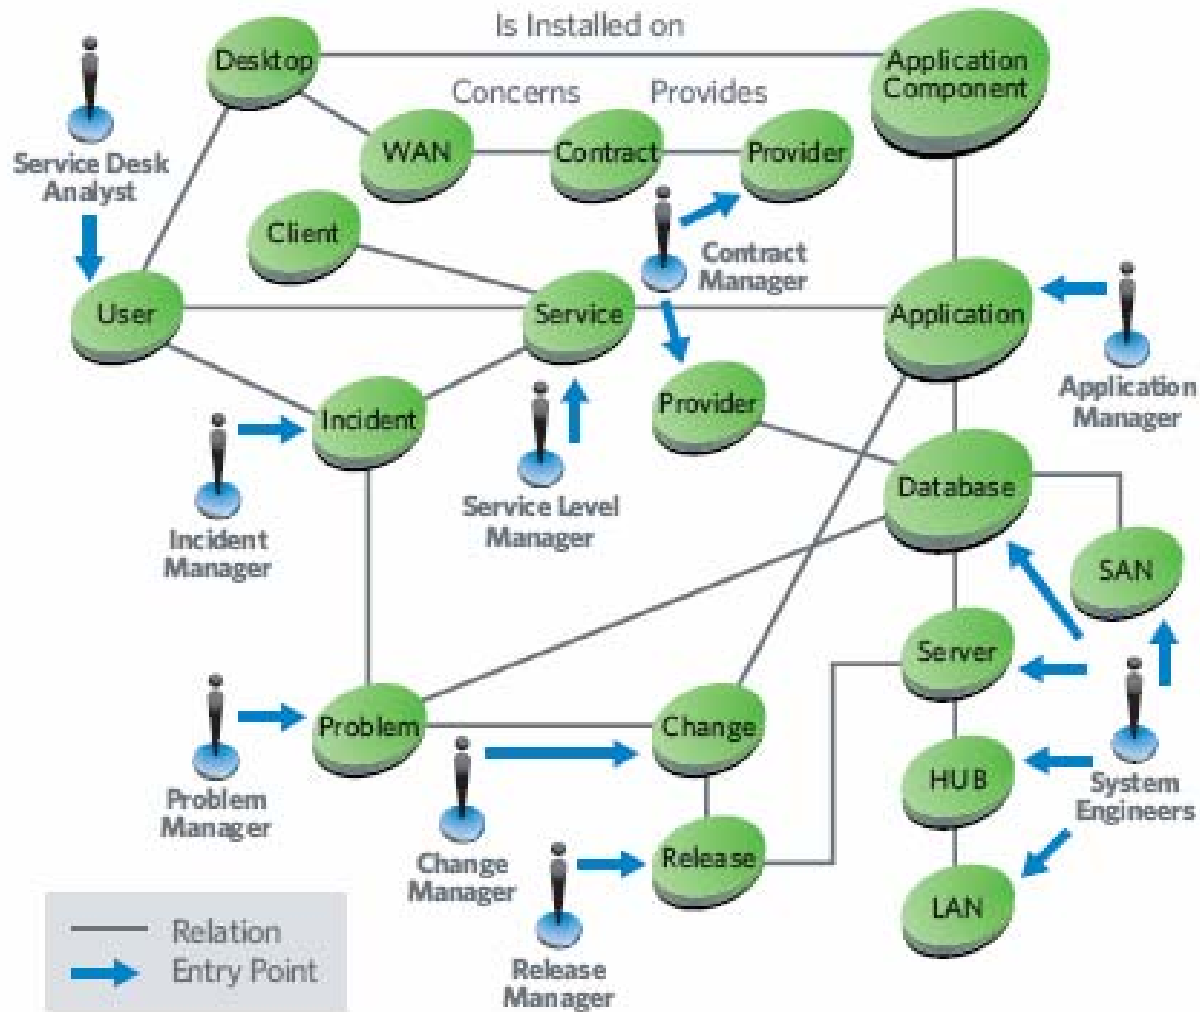 Is Installed on
Desktop
Application
Component
Concerns
Provides
WAN
Contract
Provider
Service Desk
Analyst
Client
Contract
Manager
User
Service
Application
Application
Manager
Provider
Incident
Service Level
Manager
Database
Incident
Manager
SAN
Server
Problem
Change
HUB
System
Engineers
Problem
Manager
Change
Manager
Release
LAN
Release
Manager
Relation
Entry Point